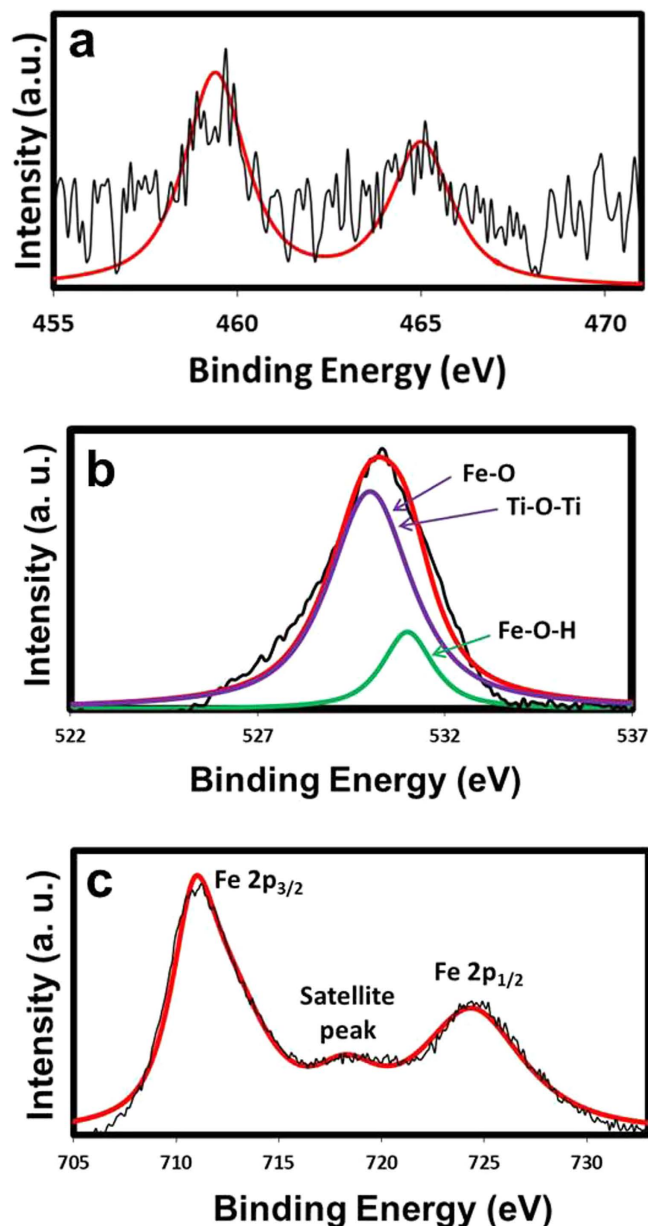 a
Intensity (a.u.)
455 460 465 470
Binding Energy (eV)
b
Intensity (a. u.)
Fe-O
Ti-O-Ti
Fe-O-H
522 527 532 537
Binding Energy (eV)
c
Intensity (a. u.)
Fe 2p3/2
Satellite
peak
Fe 2p1/2
705 710 715 720 725 730
Binding Energy (eV)